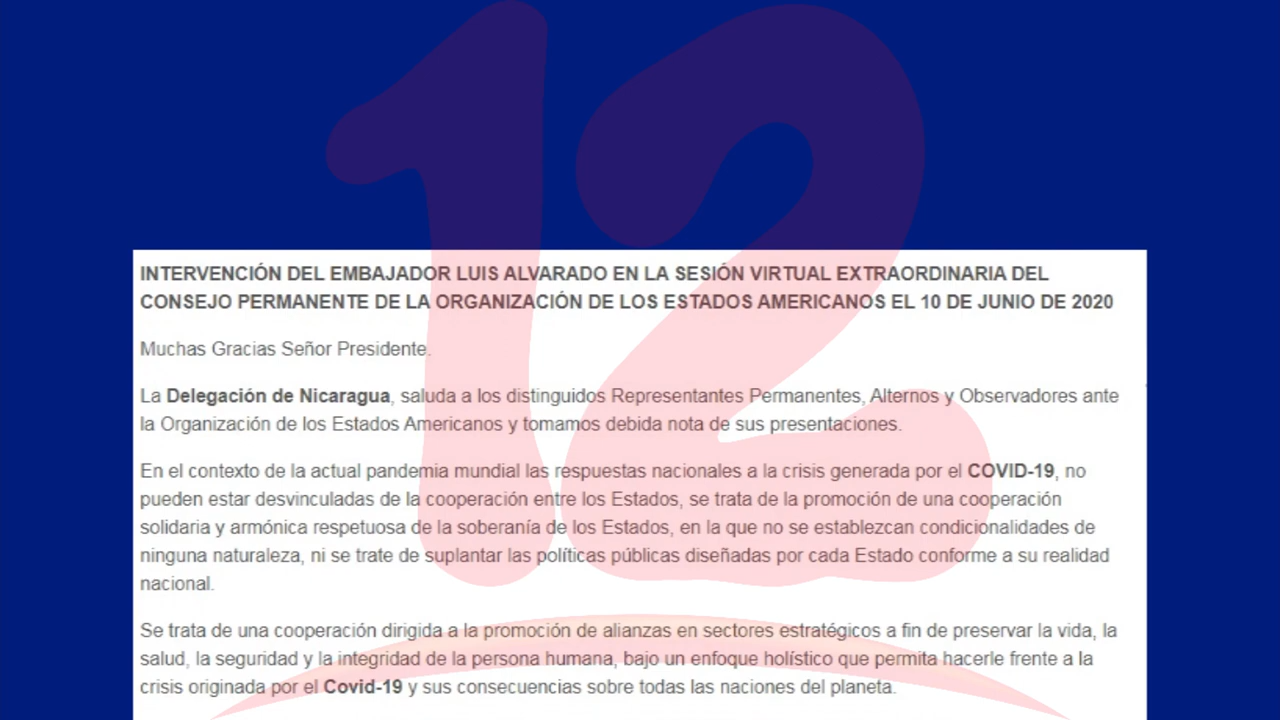 12
INTERVENCIÓN DEL EMBAJADOR LUIS ALVARADO EN LA SESIÓN VIRTUAL EXTRAORDINARIA DEL
CONSEJO PERMANENTE DE LA ORGANIZACIÓN DE LOS ESTADOS AMERICANOS EL 10 DE JUNIO DE 2020
Muchas Gracias Señor Presidente.
La Delegación de Nicaragua, saluda a los distinguidos Representantes Permanentes, Alternos y Observadores ante
la Organización de los Estados Americanos y tomamos debida nota de sus presentaciones.
En el contexto de la actual pandemia mundial las respuestas nacionales a la crisis generada por el COVID-19, no
pueden estar desvinculadas de la cooperación entre los Estados, se trata de la promoción de una cooperación
solidaria y armónica respetuosa de la soberanía de los Estados, en la que no se establezcan condicionalidades de
ninguna naturaleza, ni se trate de suplantar las políticas públicas diseñadas por cada Estado conforme a su realidad
nacional.
Se trata de una cooperación dirigida a la promoción de alianzas en sectores estratégicos a fin de preservar la vida, la
salud, la seguridad y la integridad de la persona humana, bajo un enfoque holístico que permita hacerle frente a la
crisis originada por el Covid-19 y sus consecuencias sobre todas las naciones del planeta.